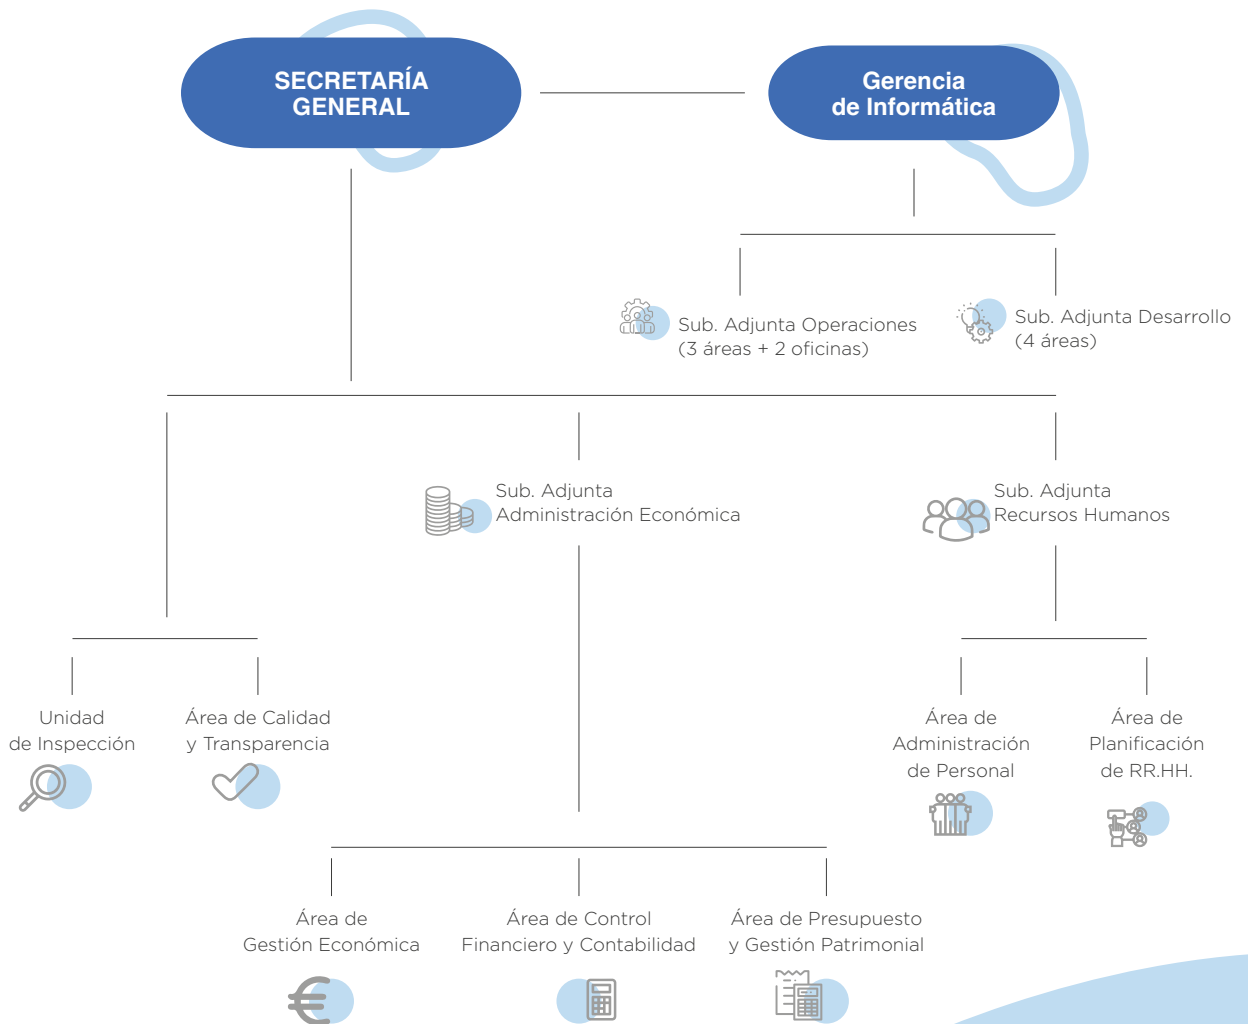 SECRETARÍA
GENERAL
Gerencia
de Informática
Sub. Adjunta Operaciones
(3 áreas + 2 oficinas)
Sub. Adjunta Desarrollo
(4 áreas)
Sub. Adjunta
Administración Económica
Sub. Adjunta
Recursos Humanos
Unidad
de Inspección
Área de Calidad
y Transparencia
Área de
Administración
de Personal
Área de
Planificación
de RR.HH.
Área de
Gestión Económica
Área de Control
Financiero y Contabilidad
Área de Presupuesto
y Gestión Patrimonial